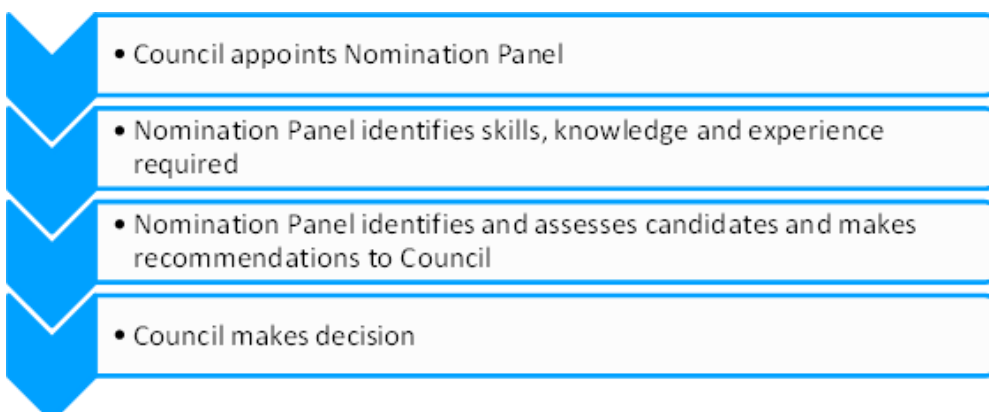 • Council appoints Nomination Panel
• Nomination Panel identifies skills, knowledge and experience
required
• Nomination Panel identifies and assesses candidates and makes
recommendations to Council
• Council makes decision